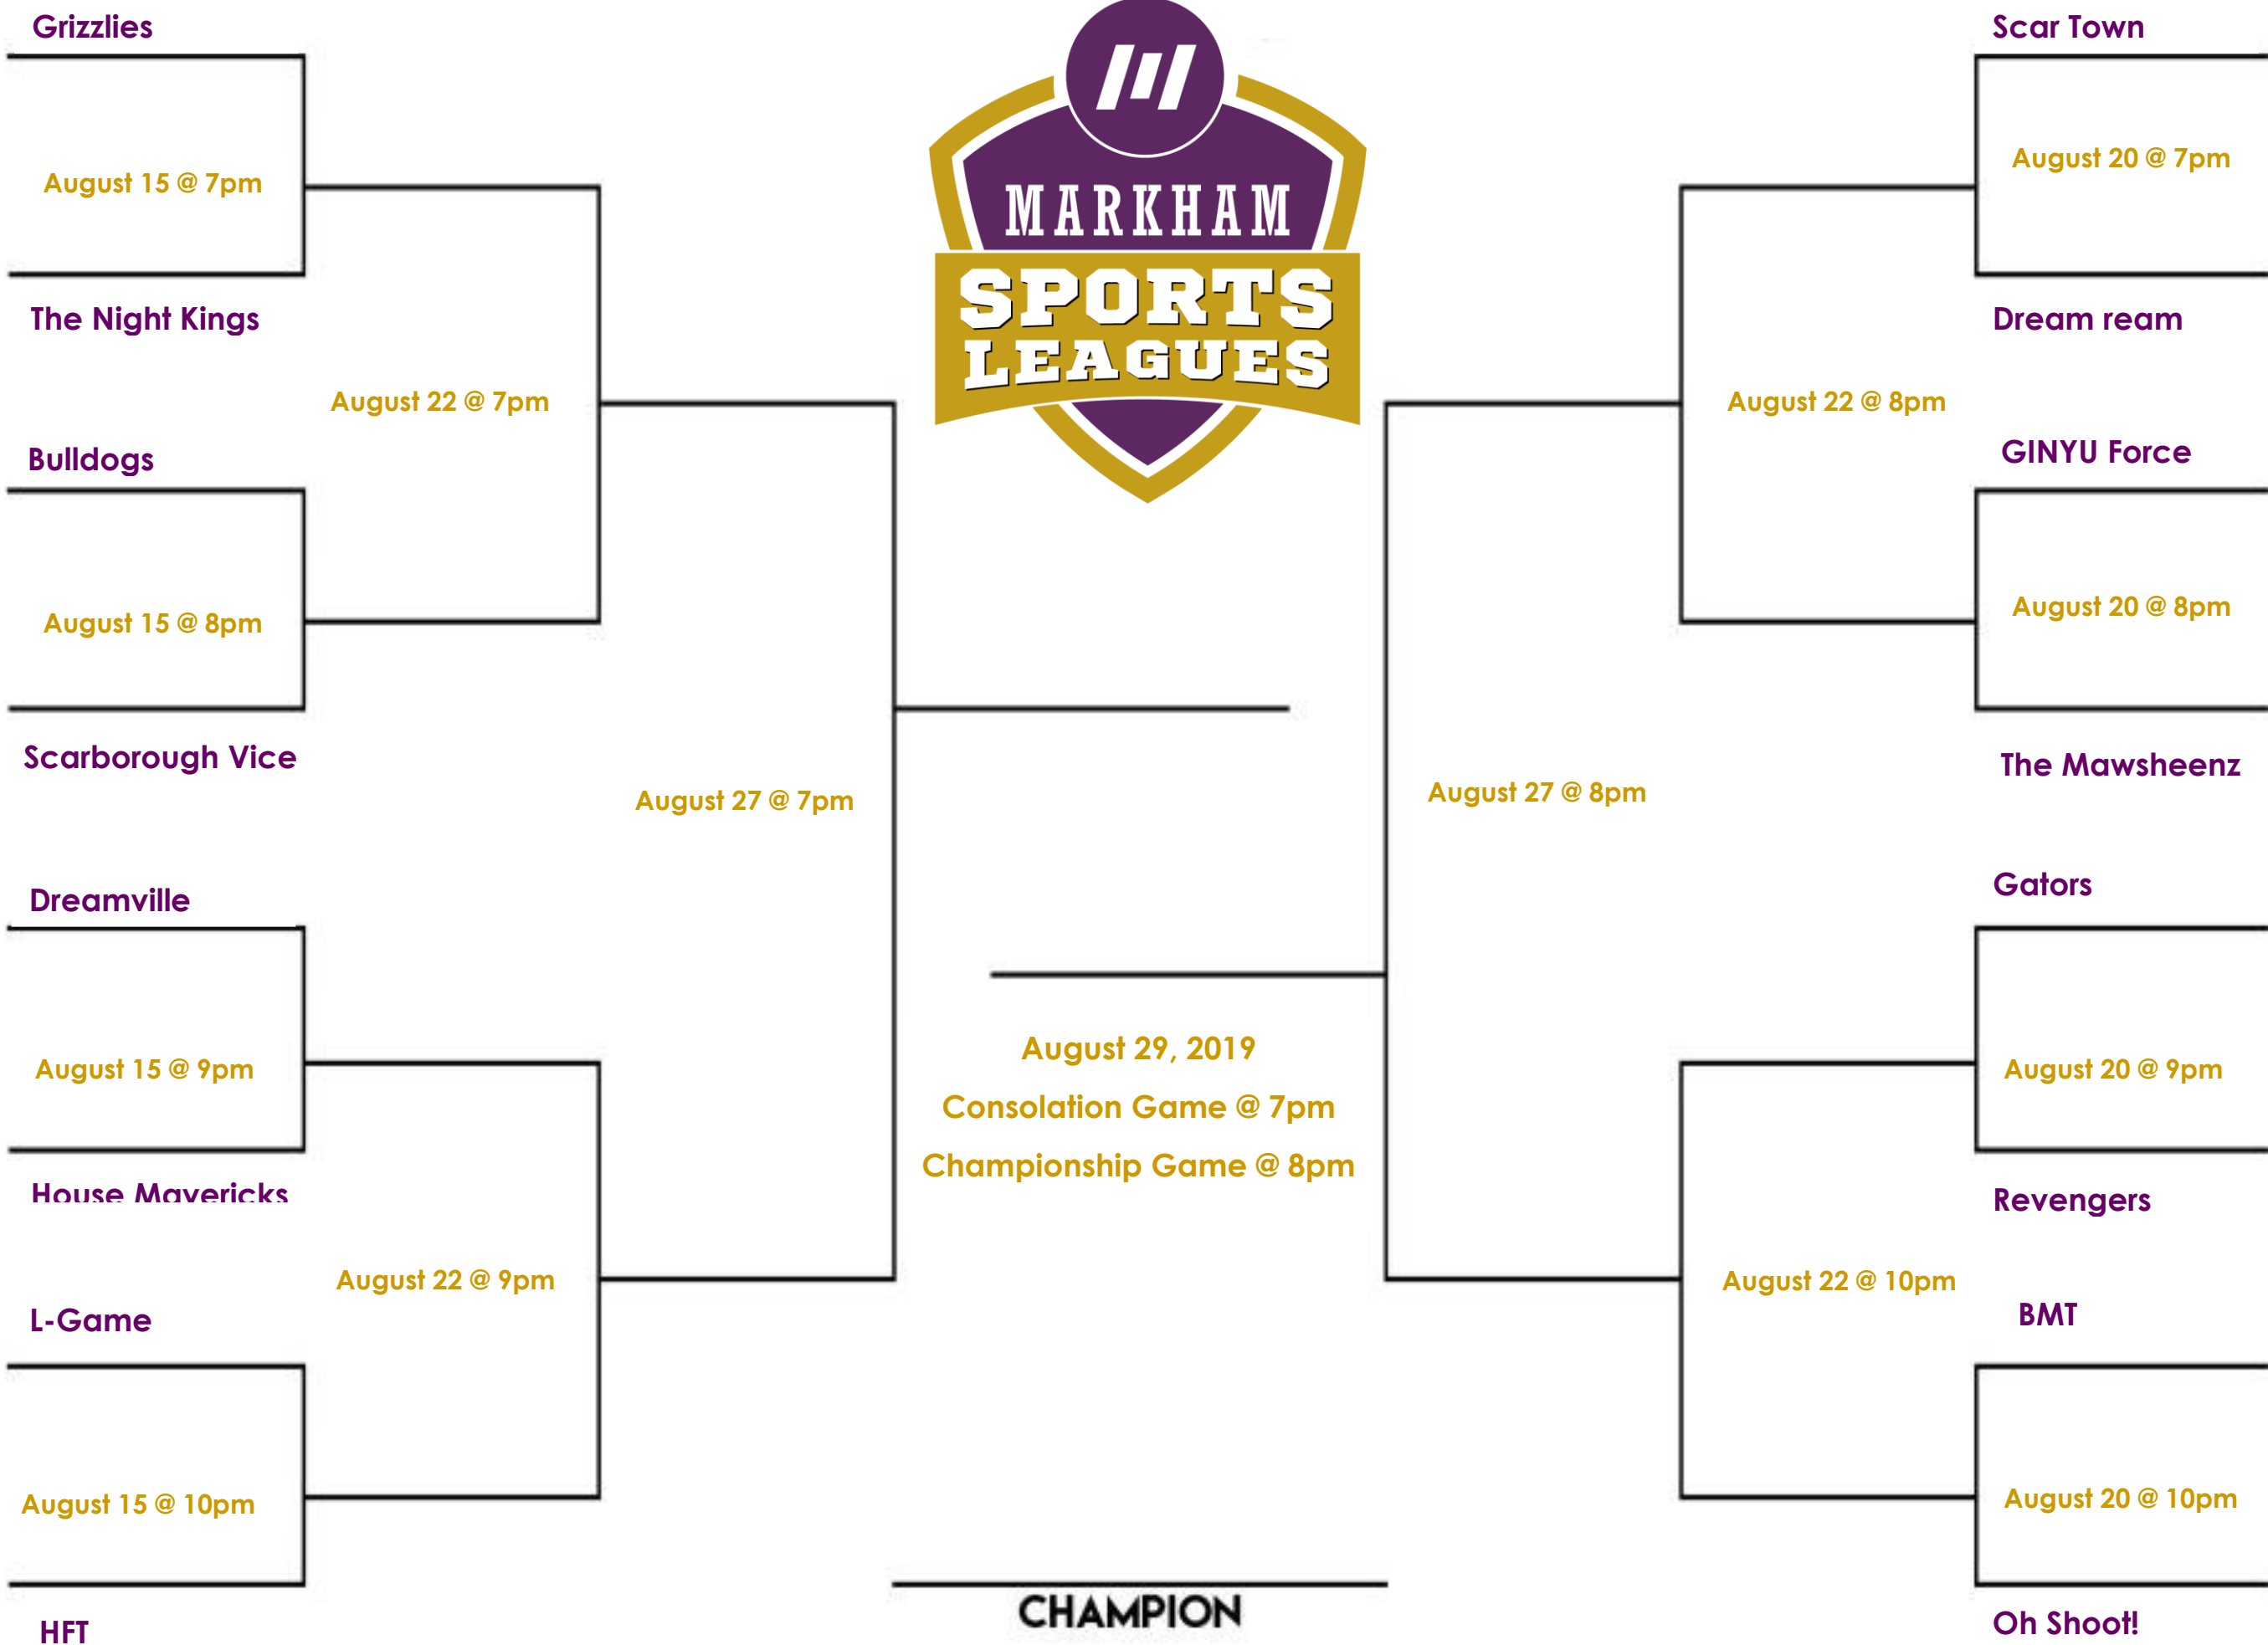 Grizzlies
August 15 @ 7pm
The Night Kings
August 22 @ 7pm
Bulldogs
August 15 @ 8pm
Scarborough Vice
August 27 @ 7pm
Dreamville
August 15 @ 9pm
House Mavericks
August 22 @ 9pm
L-Game
August 15 @ 10pm
HFT
MARKHAM
SPORTS
LEAGUES
August 29, 2019
Consolation Game @ 7pm
Championship Game @ 8pm
CHAMPION
Scar Town
August 20 @ 7pm
Dream ream
August 22 @ 8pm
GINYU Force
August 20 @ 8pm
The Mawsheenz
August 27 @ 8pm
Gators
August 20 @ 9pm
Revengers
August 22 @ 10pm
BMT
August 20 @ 10pm
Oh Shoot!